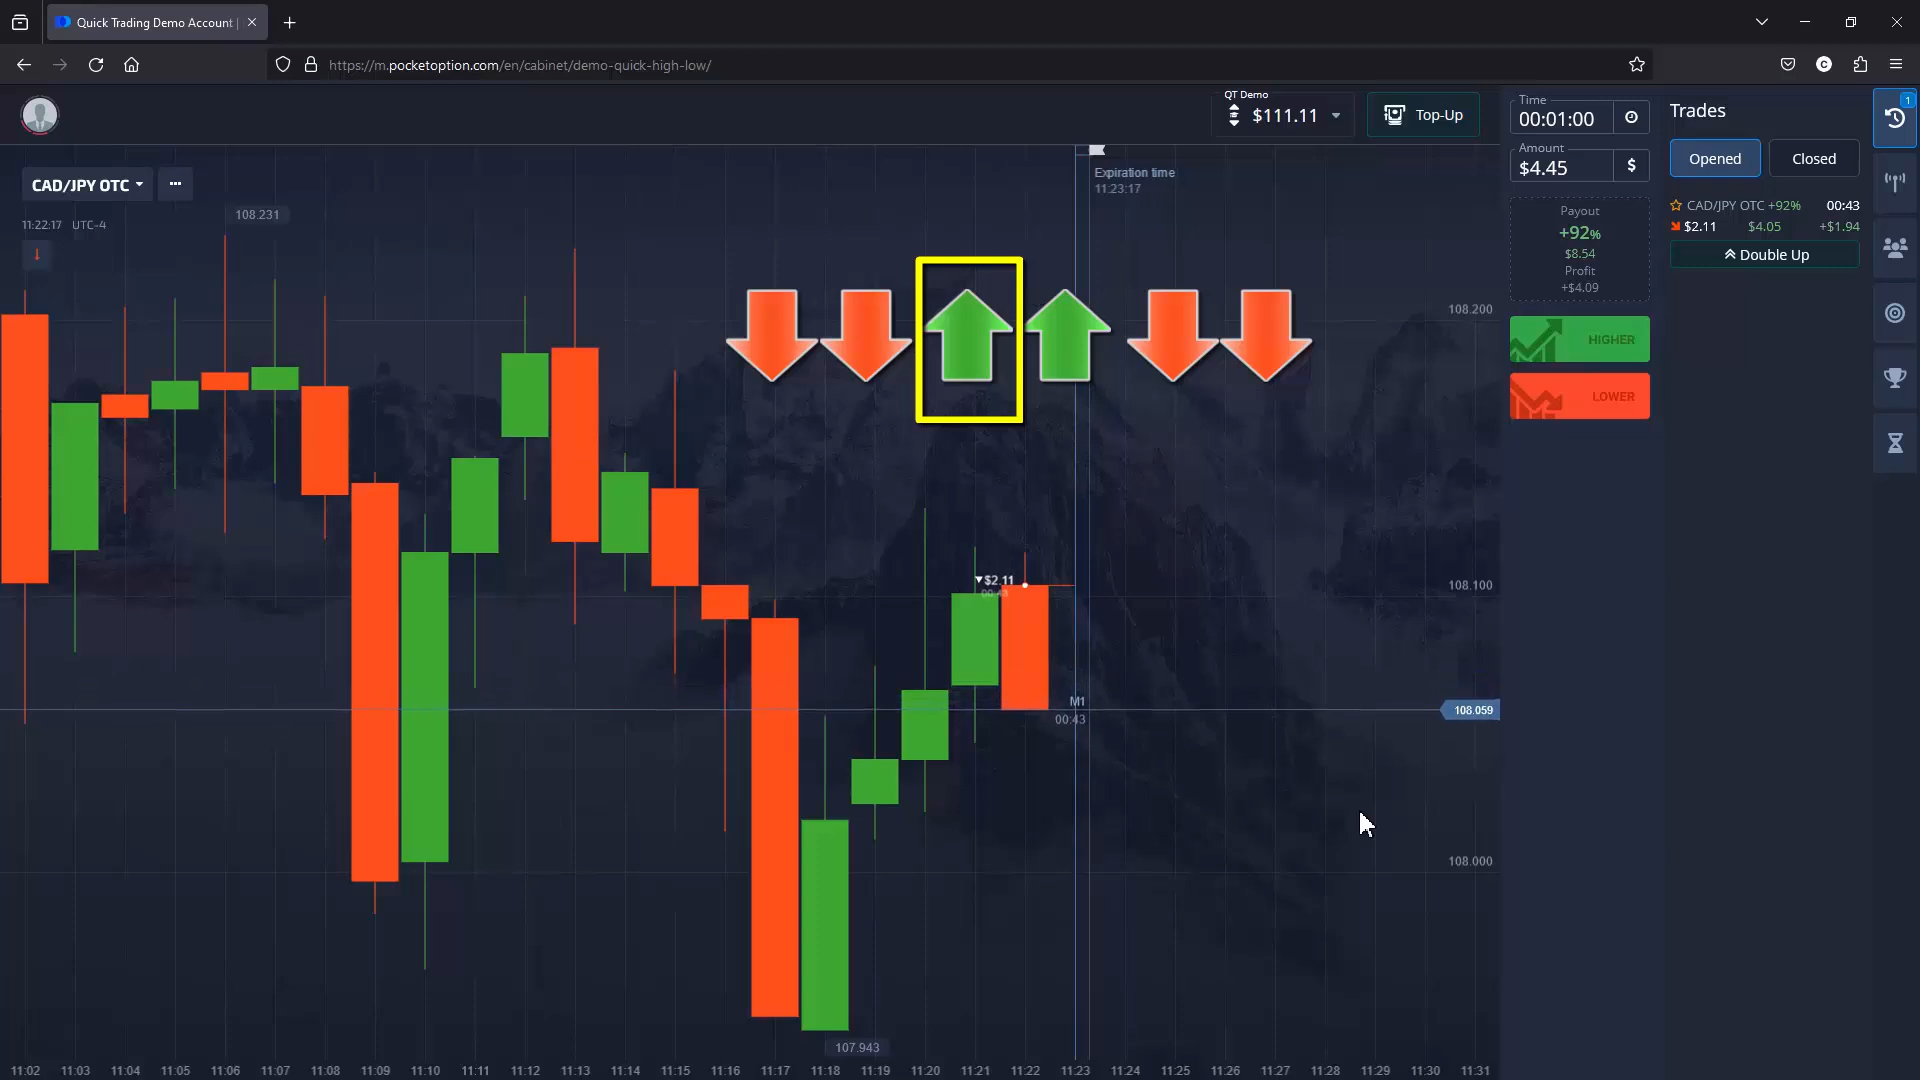 Quick Trading Demo Account |
https://m.pocketoption.com/en/cabinet/demo-quick-high-low/
QT Demo
$111.11
Top-Up
Time
00:01:00
Amount
$4.45
$
Payout
+92%
$8.54
Profit
+$4.09
HIGHER
LOWER
Trades
1
Opened
Closed
CAD/JPY OTC +92% 00:43
$2.11 $4.05 +$1.94
Double Up
Expiration time
11:23:17
CAD/JPY OTC
11:22:17 UTC-4
108.231
108.200
$2.11
00:43
108.100
M1
00:43
108.059
108.000
107.943
11:02 11:03 11:04 11:05 11:06 11:07 11:08 11:09 11:10 11:11 11:12 11:13 11:14 11:15 11:16 11:17 11:18 11:19 11:20 11:21 11:22 11:23 11:24 11:25 11:26 11:27 11:28 11:29 11:30 11:31